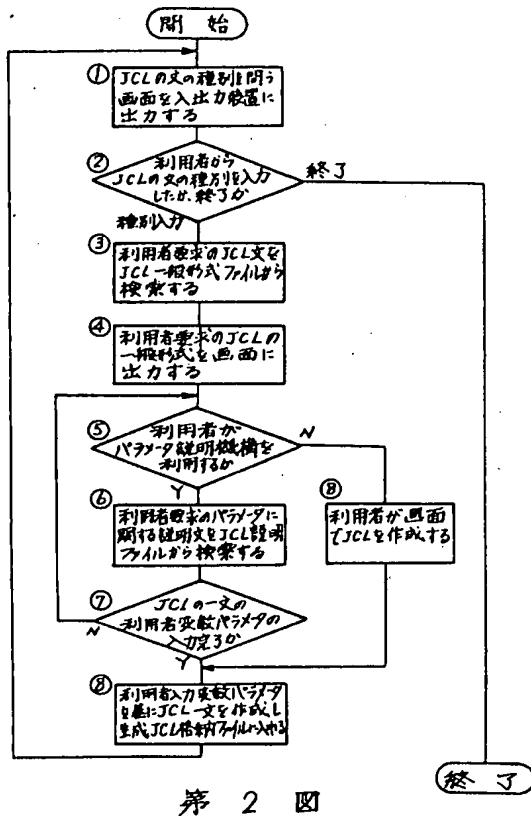 開始
①
JCLの文の種別を問う
画面を入出力装置に
出力する
②
利用者から
JCLの文の種別を入力
したか、終了か
終了
種別入力
③
利用者要求のJCL文を
JCL一般形式ファイルから
検索する
④
利用者要求のJCLの
一般形式を画面に
出力する
⑤
利用者が
パラメータ説明機構を
利用するか
N
Y
⑥
利用者要求のパラメータに
関する説明文をJCL説明
ファイルから検索する
⑧
利用者が画面
でJCLを作成する
⑦
JCLの一文の
利用者変数パラメータの
入力完了か
N
Y
⑧
利用者入力変数パラメータ
を基にJCL一文を作成し
生成JCL格納ファイルに入れる
終了
第2図